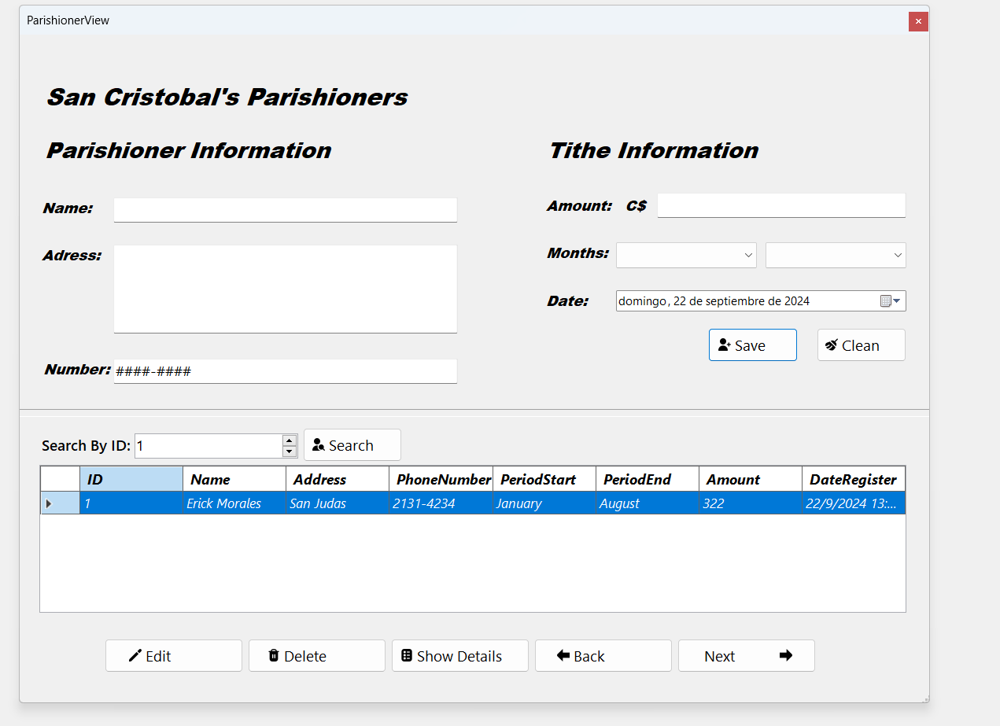 ParishionerView
San Cristobal's Parishioners
Parishioner Information
Tithe Information
Name:
Amount: C$
Adress:
Months:
Date: domingo, 22 de septiembre de 2024
Save Clean
Number: ####-####
Search By ID: 1 Search
ID Name Address PhoneNumber PeriodStart PeriodEnd Amount DateRegister
1 Erick Morales San Judas 2131-4234 January August 322 22/9/2024 13:...
Edit Delete Show Details Back Next